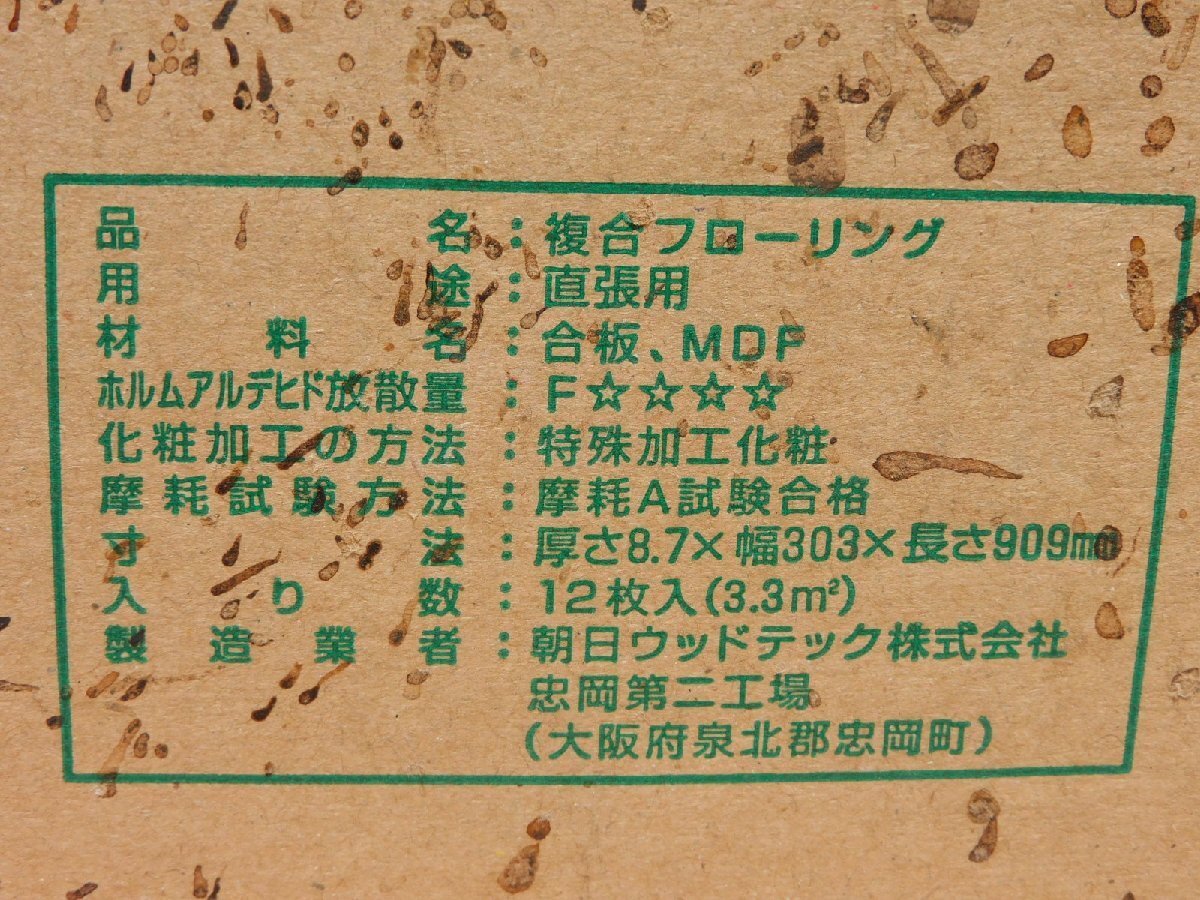 品名：複合フローリング
用途：直張用
材料名：合板、MDF
ホルムアルデヒド放散量：F☆☆☆☆
化粧加工の方法：特殊加工化粧
摩耗試験方法：摩耗A試験合格
寸法：厚さ8.7×幅303×長さ909mm
入り数：12枚入(3.3㎡)
製造業者：朝日ウッドテック株式会社
忠岡第二工場
(大阪府泉北郡忠岡町)